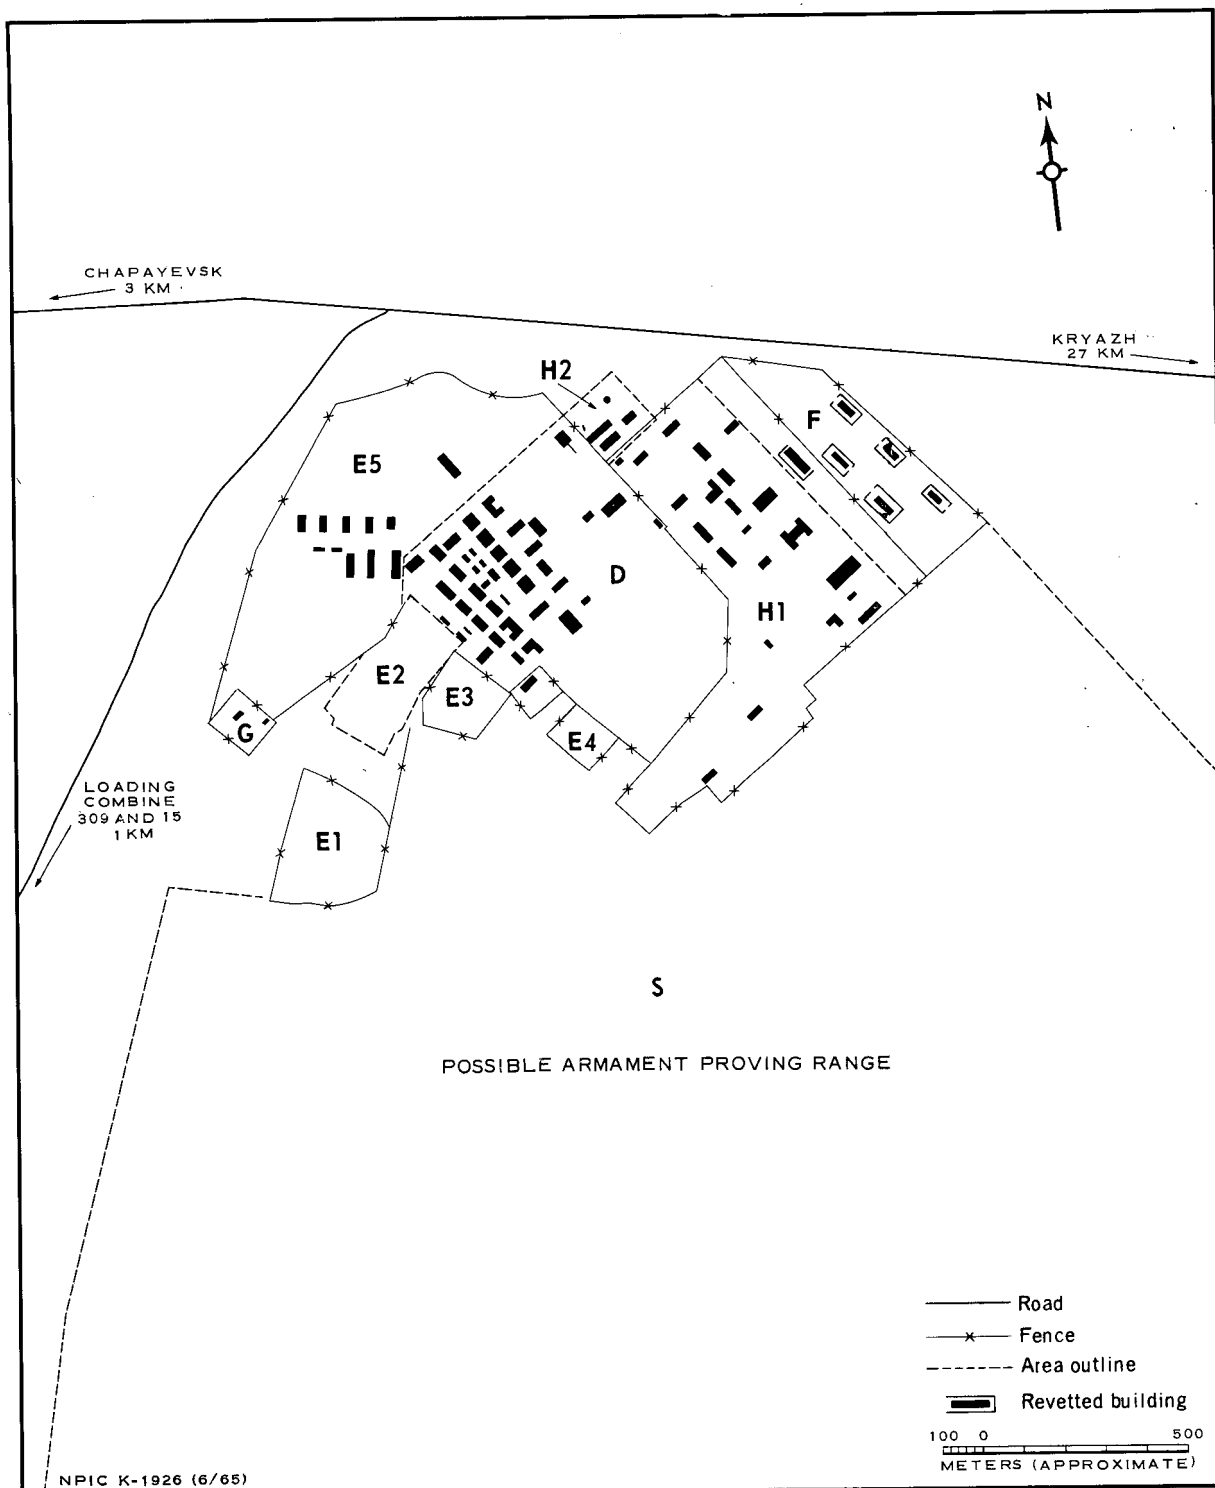 N
CHAPAYEVSK
3 KM
KRYAZH
27 KM
H2
F
E5
D
H1
E2
E3
G
E4
LOADING
COMBINE
309 AND 15
1 KM
E1
S
POSSIBLE ARMAMENT PROVING RANGE
Road
Fence
Area outline
Revetted building
100 0 500
METERS (APPROXIMATE)
NPIC K-1926 (6/65)